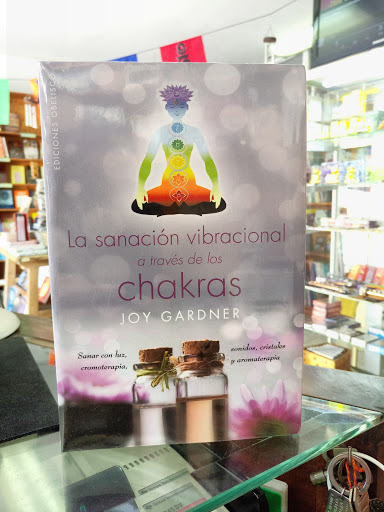 EDICIONES OBELISCO
La sanación vibracional
a través de los
chakras
JOY GARDNER
Sanar con luz, sonidos, cristales
cromoterapia, y aromaterapia